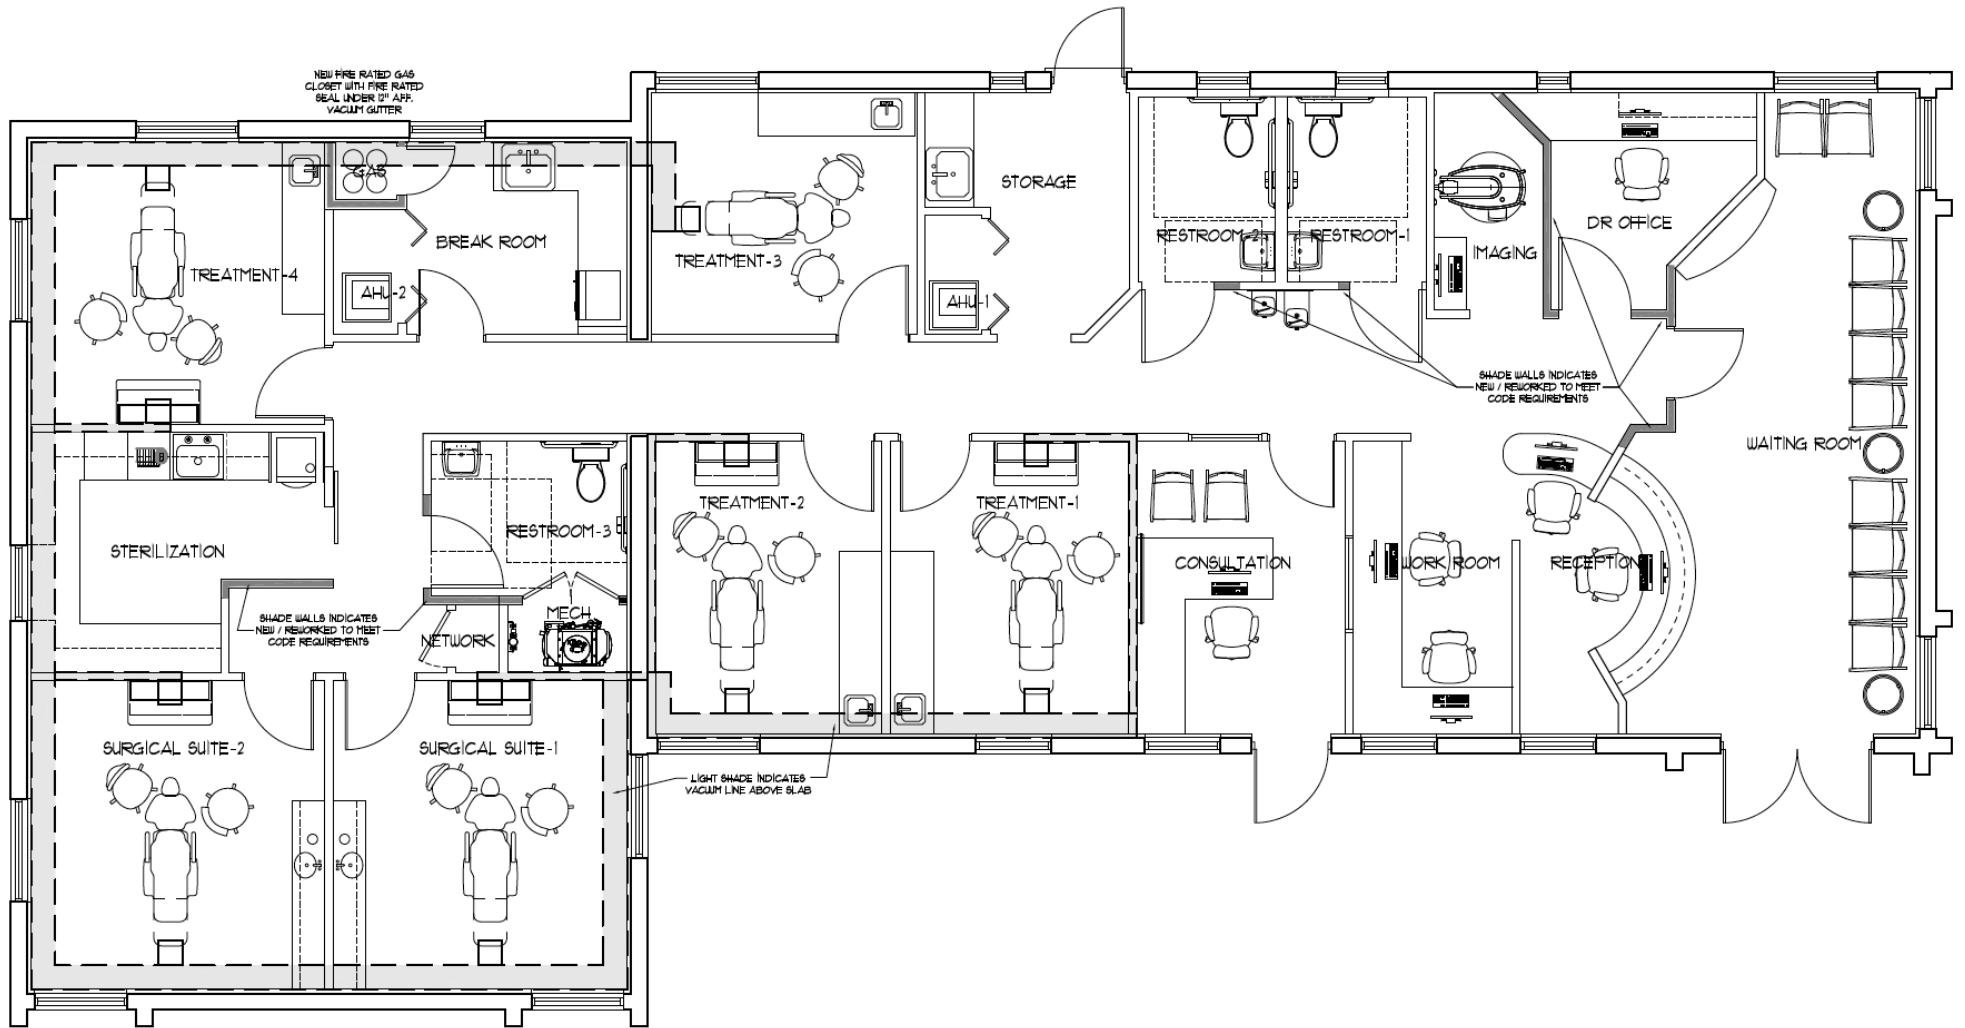 NEW FIRE RATED GAS
CLOSET WITH FIRE RATED
SEAL UNDER 12" AFF.
VACUUM GUTTER
GAS
STORAGE
BREAK ROOM
RESTROOM-2
RESTROOM-1
DR OFFICE
TREATMENT-4
TREATMENT-3
IMAGING
AHU-2
AHU-1
SHADE WALLS INDICATES
NEW / REWORKED TO MEET
CODE REQUIREMENTS
WAITING ROOM
TREATMENT-2
TREATMENT-1
RESTROOM-3
STERILIZATION
CONSULTATION
WORK ROOM
RECEPTION
MECH
SHADE WALLS INDICATES
NEW / REWORKED TO MEET
CODE REQUIREMENTS
NETWORK
SURGICAL SUITE-2
SURGICAL SUITE-1
LIGHT SHADE INDICATES
VACUUM LINE ABOVE SLAB